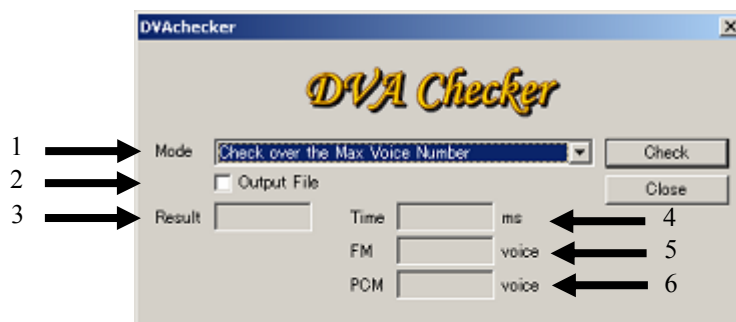 DVAchecker
DVA Checker
1 Mode Check over the Max Voice Number Check
2 Output File Close
3 Result Time ms 4
FM voice 5
PCM voice 6